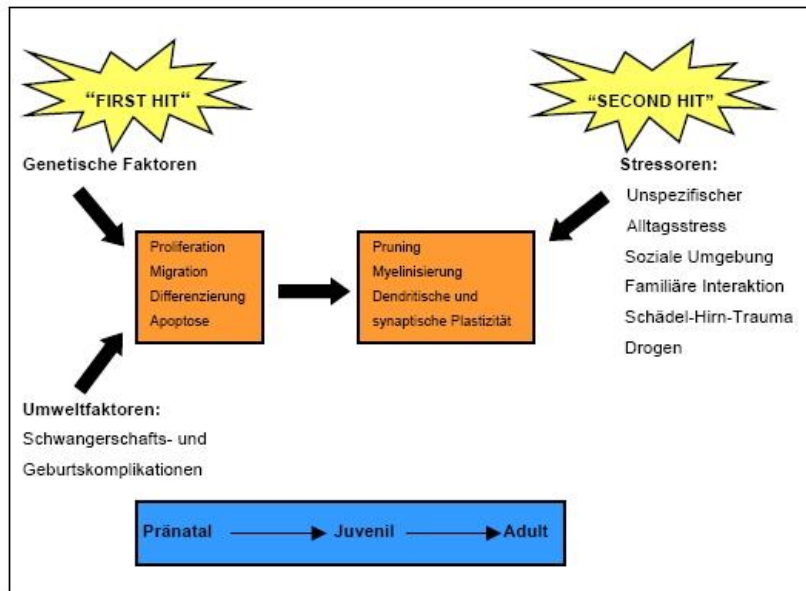 “FIRST HIT“
Genetische Faktoren
Umweltfaktoren:
Schwangerschafts- und
Geburtskomplikationen
Proliferation
Migration
Differenzierung
Apoptose
Pruning
Myelinisierung
Dendritische und
synaptische Plastizität
“SECOND HIT”
Stressoren:
Unspezifischer
Alltagsstress
Soziale Umgebung
Familiäre Interaktion
Schädel-Hirn-Trauma
Drogen
Pränatal Juvenil Adult